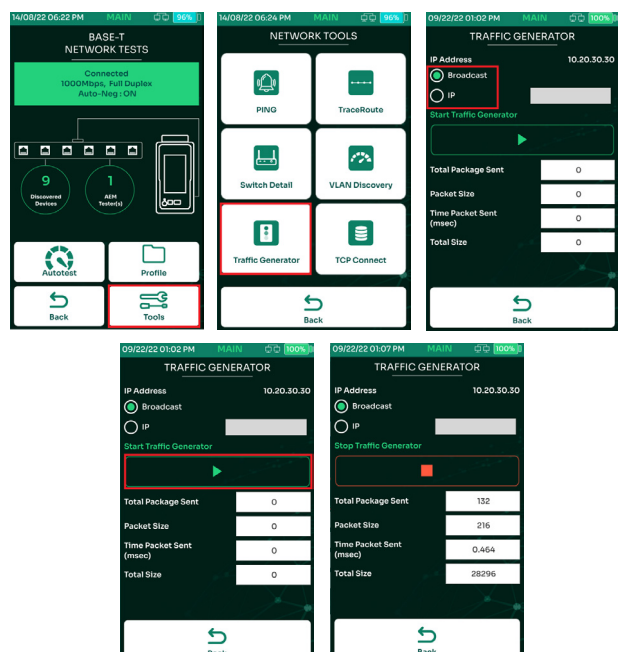 14/08/22 06:22 PM MAIN 96%
BASE-T
NETWORK TESTS
Connected
1000Mbps, Full Duplex
Auto-Neg : ON
9
Discovered
Devices
1
AEM
Tester(s)
Autotest
Profile
Back
Tools
14/08/22 06:24 PM MAIN 96%
NETWORK TOOLS
PING
TraceRoute
Switch Detail
VLAN Discovery
Traffic Generator
TCP Connect
Back
09/22/22 01:02 PM MAIN 100%
TRAFFIC GENERATOR
IP Address 10.20.30.30
Broadcast
IP
Start Traffic Generator
Total Package Sent 0
Packet Size 0
Time Packet Sent
(msec) 0
Total Size 0
Back
09/22/22 01:02 PM MAIN 100%
TRAFFIC GENERATOR
IP Address 10.20.30.30
Broadcast
IP
Start Traffic Generator
Total Package Sent 0
Packet Size 0
Time Packet Sent
(msec) 0
Total Size 0
Back
09/22/22 01:07 PM MAIN 100%
TRAFFIC GENERATOR
IP Address 10.20.30.30
Broadcast
IP
Stop Traffic Generator
Total Package Sent 132
Packet Size 216
Time Packet Sent
(msec) 0.464
Total Size 28296
Back